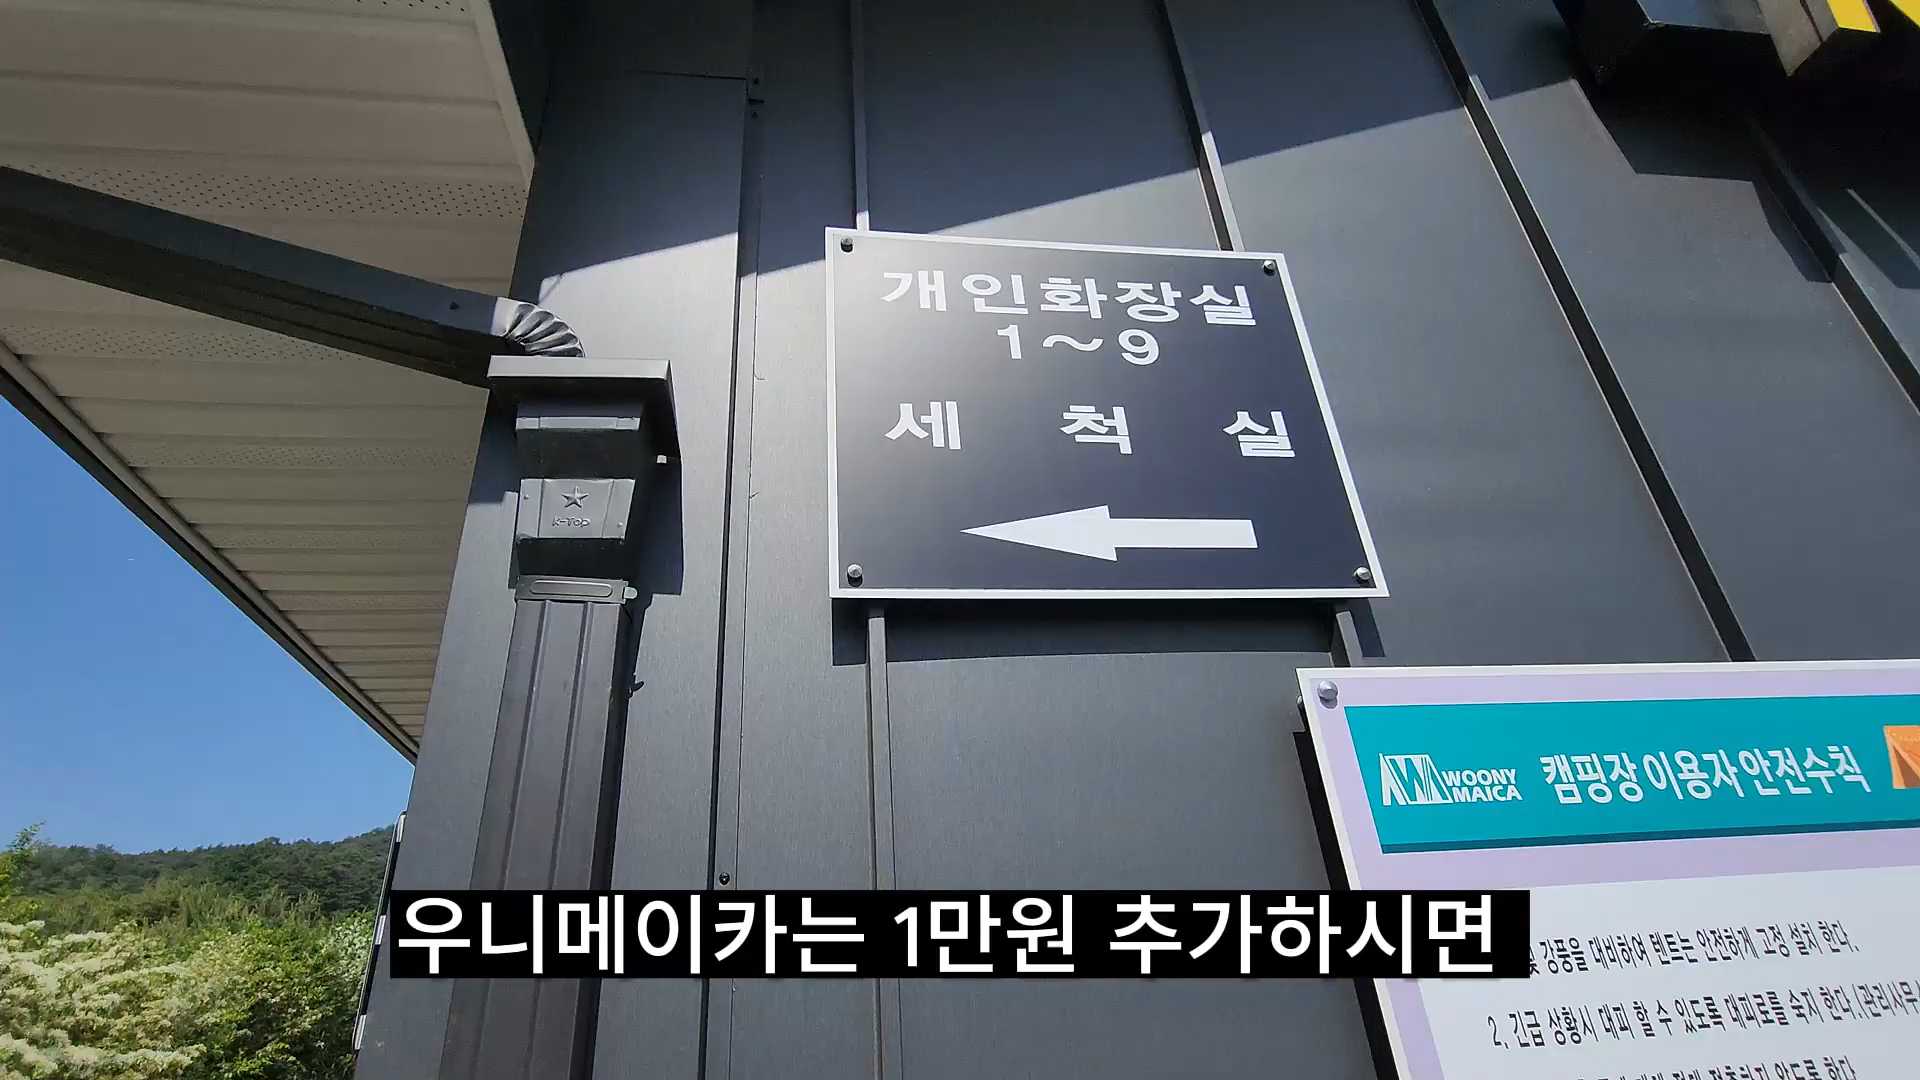 개인화장실
1~9
세 척 실
K-Top
WOONY
MAICA
캠핑장 이용자 안전수칙
강풍을 대비하여 텐트는 안전하게 고정 설치 한다.
2. 긴급 상황시 대피 할 수 있도록 대피로를 숙지 한다.(관리사무
우니메이카는 1만원 추가하시면